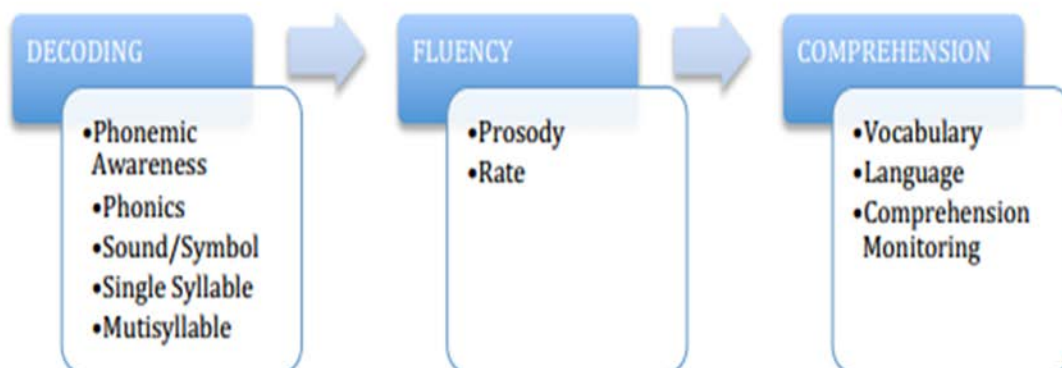 DECODING
•Phonemic
Awareness
•Phonics
•Sound/Symbol
•Single Syllable
•Mutisyllable
FLUENCY
•Prosody
•Rate
COMPREHENSION
•Vocabulary
•Language
•Comprehension
Monitoring